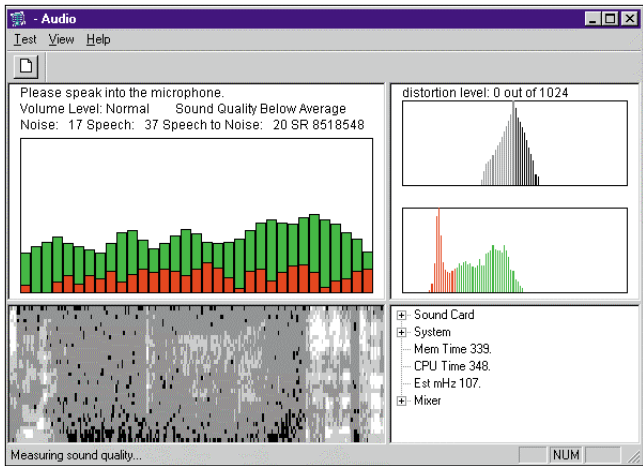 - Audio
Test View Help
Please speak into the microphone.
Volume Level: Normal Sound Quality Below Average
Noise: 17 Speech: 37 Speech to Noise: 20 SR 8518548
distortion level: 0 out of 1024
Sound Card
System
Mem Time 339.
CPU Time 348.
Est mHz 107.
Mixer
Measuring sound quality...
NUM